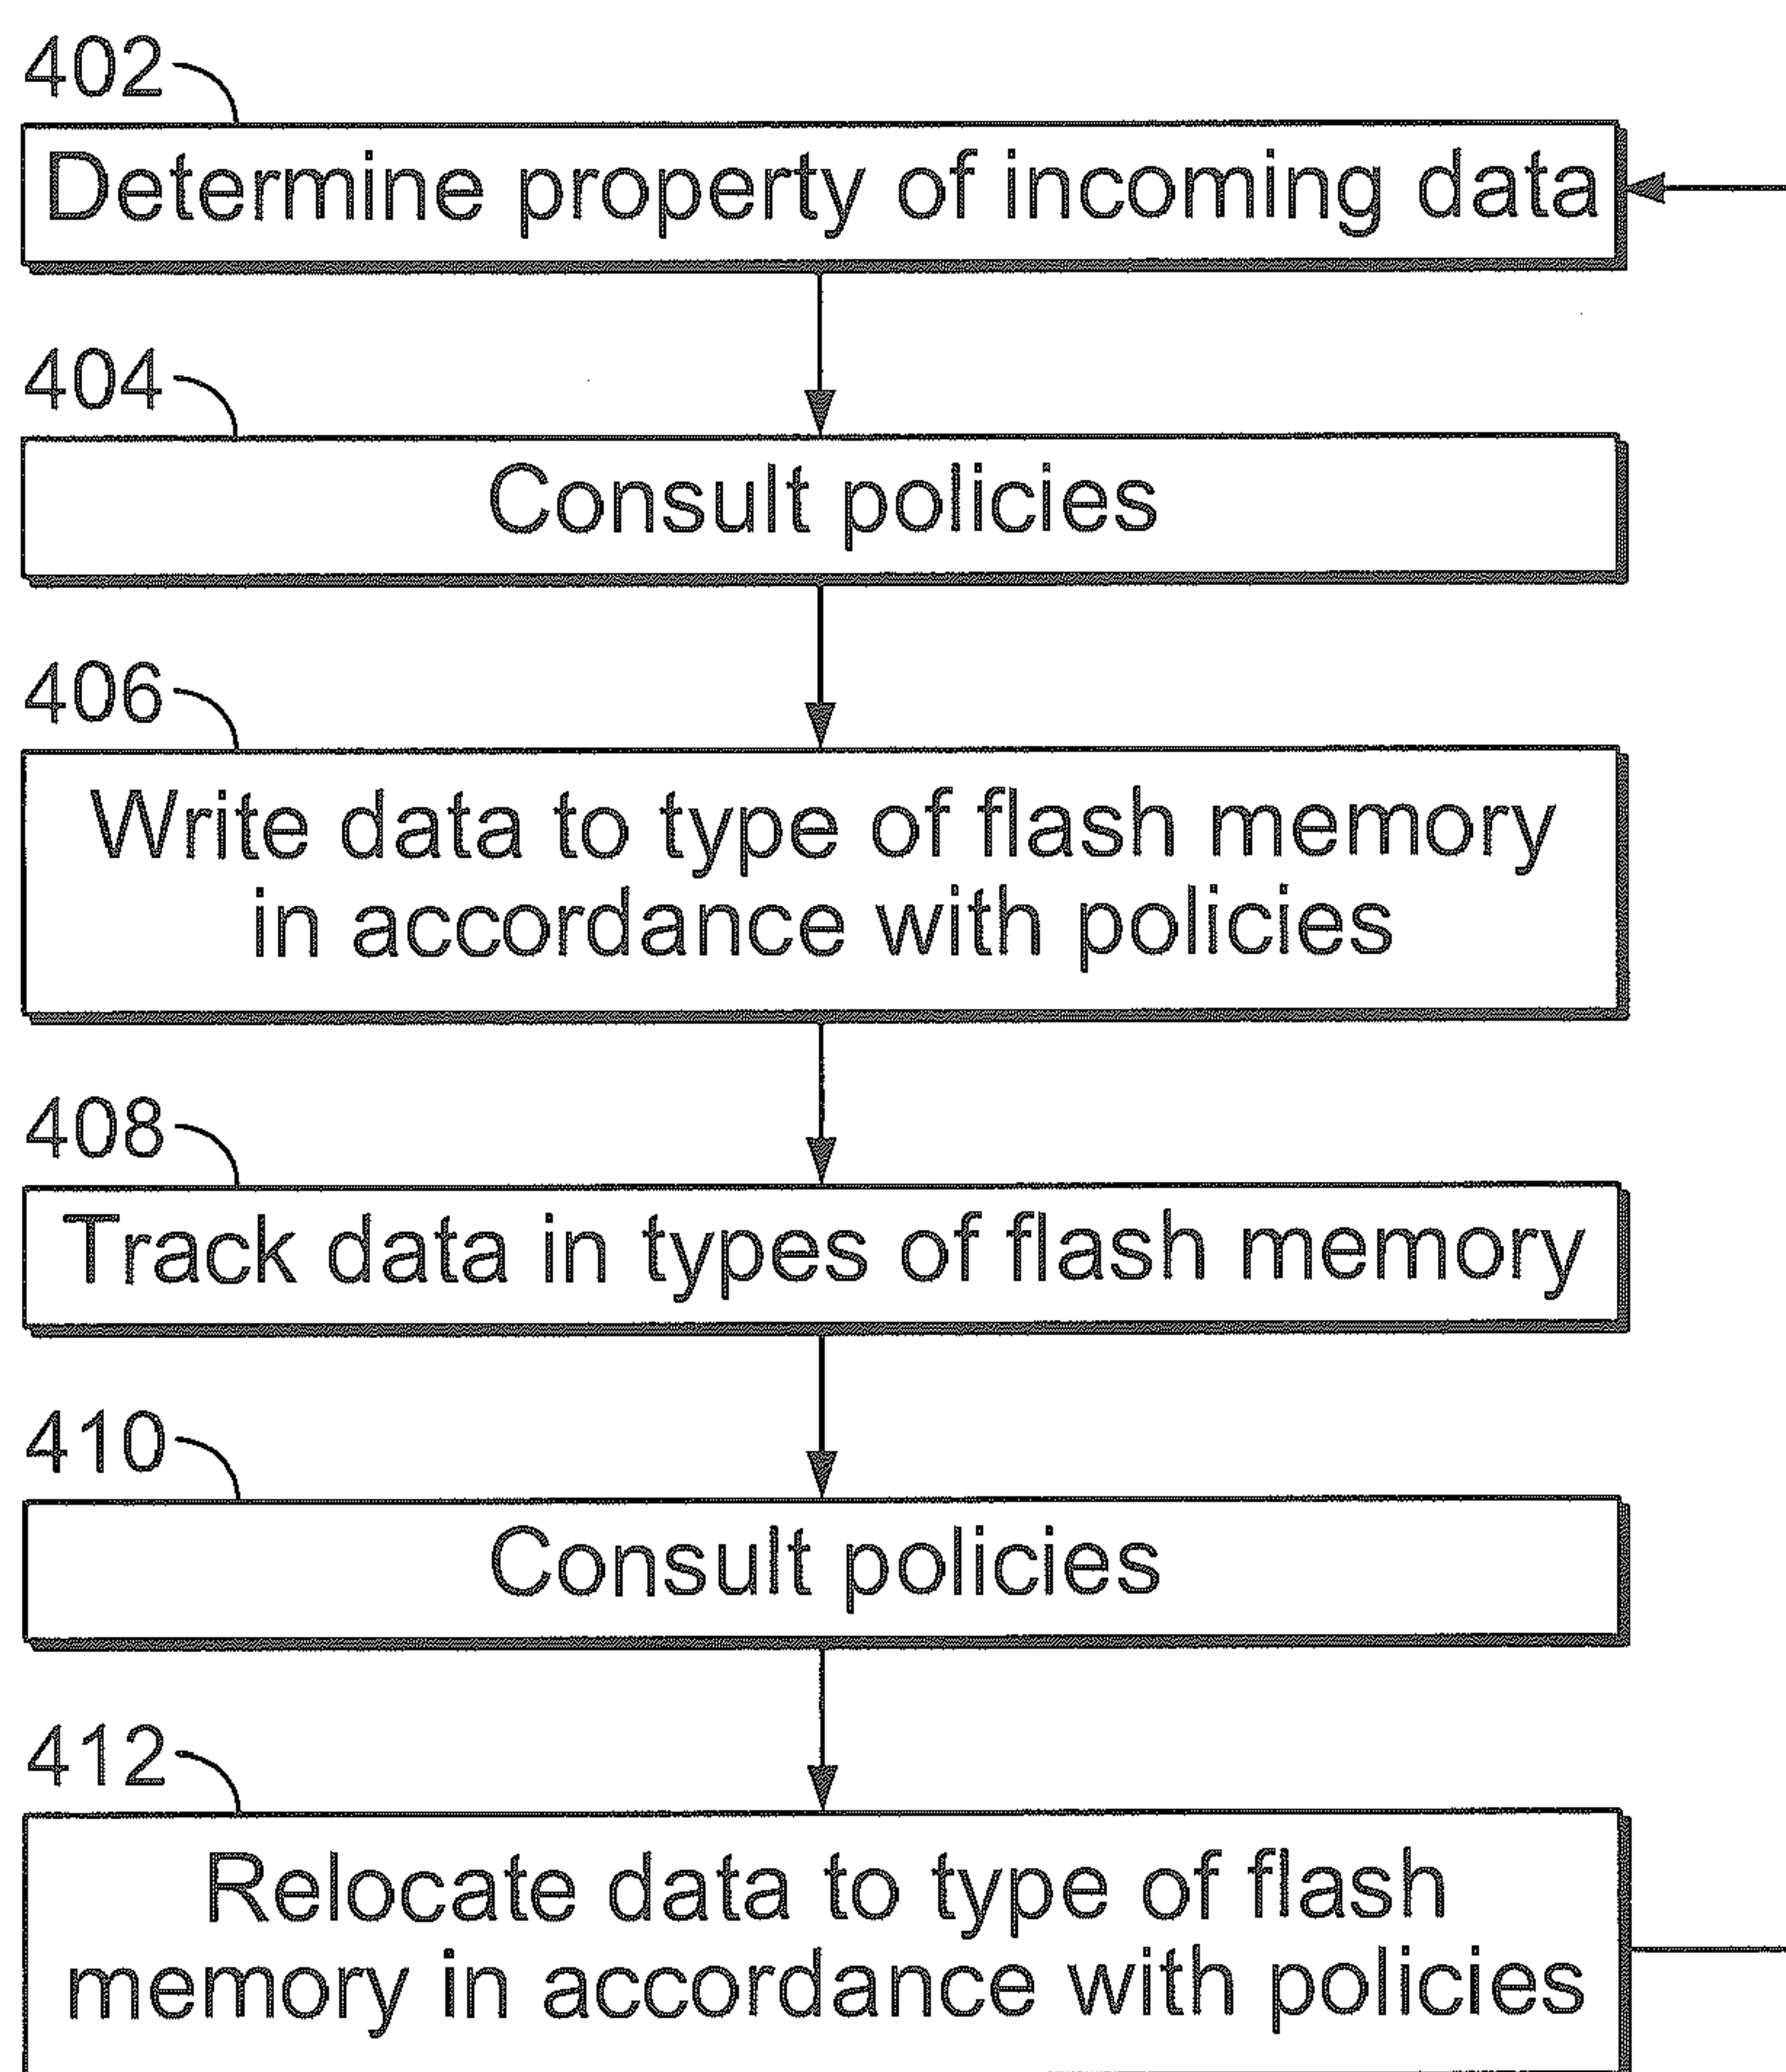 402
Determine property of incoming data
404
Consult policies
406
Write data to type of flash memory
in accordance with policies
408
Track data in types of flash memory
410
Consult policies
412
Relocate data to type of flash
memory in accordance with policies